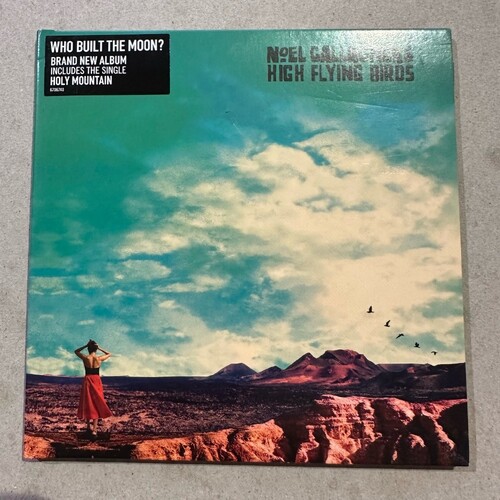 WHO BUILT THE MOON?
BRAND NEW ALBUM
INCLUDES THE SINGLE
HOLY MOUNTAIN
NOEL GALLAGHER'S
HIGH FLYING BIRDS